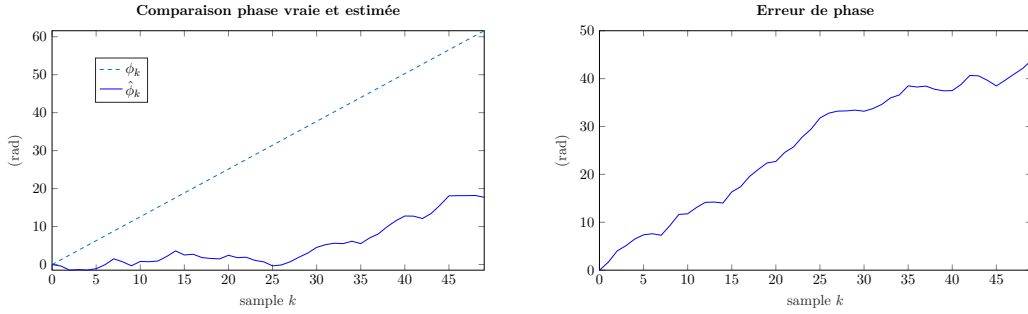 Comparaison phase vraie et estimée
60
50
40
30
20
10
0
(rad)
ϕ_k
ϕ̂_k
0 5 10 15 20 25 30 35 40 45
sample k
Erreur de phase
50
40
30
20
10
0
(rad)
0 5 10 15 20 25 30 35 40 45
sample k